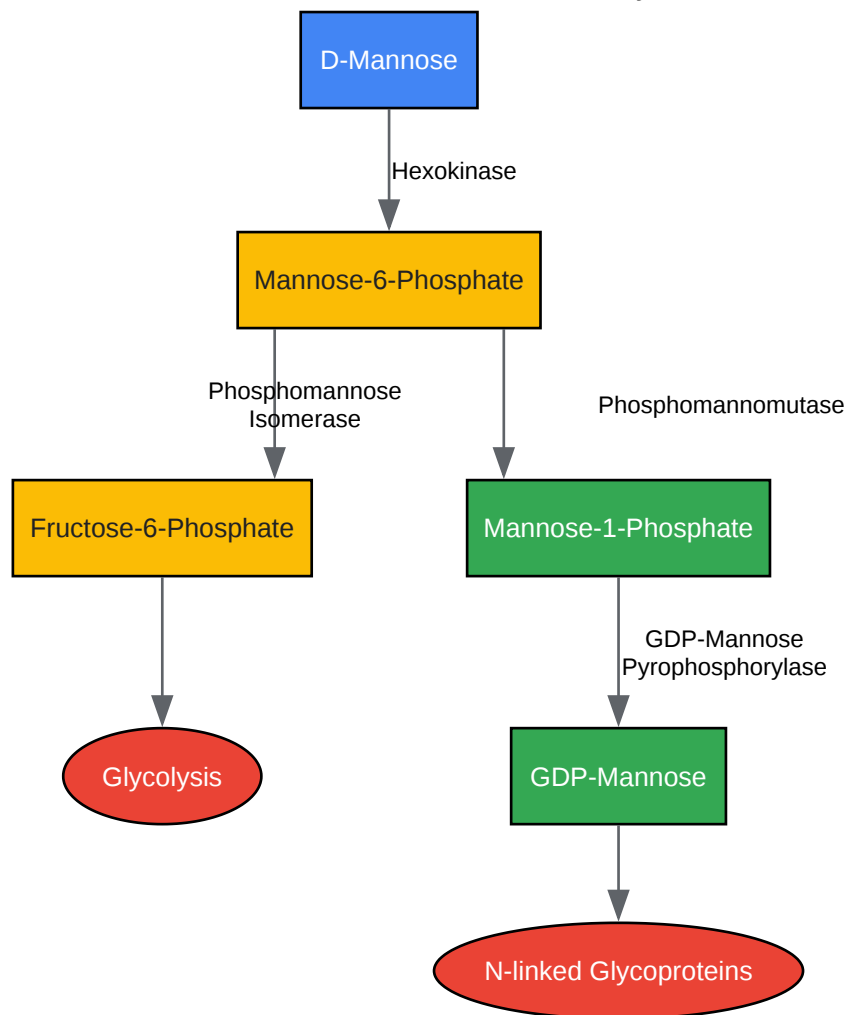 D-Mannose
Hexokinase
Mannose-6-Phosphate
Phosphomannose
Isomerase
Phosphomannomutase
Fructose-6-Phosphate
Mannose-1-Phosphate
GDP-Mannose
Pyrophosphorylase
Glycolysis
GDP-Mannose
N-linked Glycoproteins